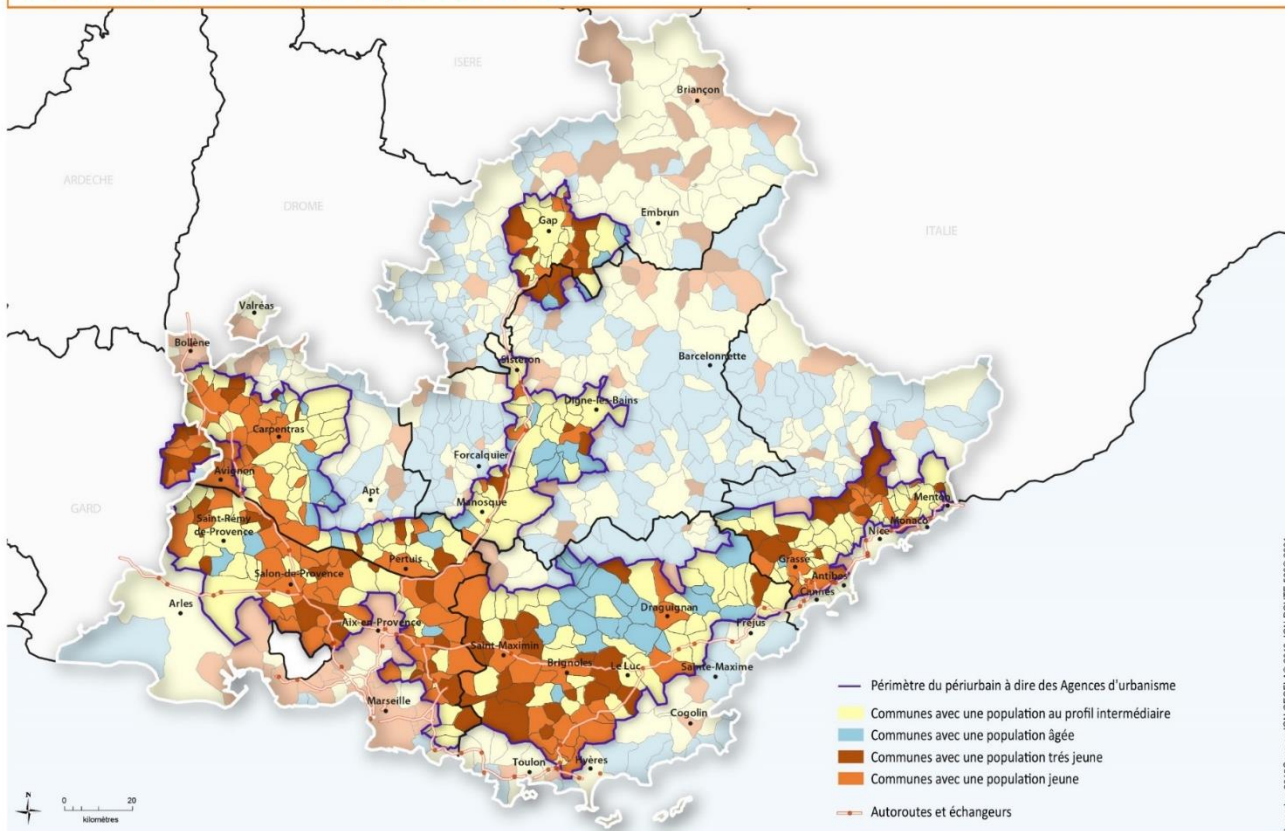 ISERE
Briançon
ARDECHE
DROME
Gap
Embrun
ITALIE
Valréas
Bollène
Sisteron
Barcelonnette
Digne-les-Bains
Carpentras
Forcalquier
Avignon
Apt
Manosque
GARD
Menton
Saint-Rémy
de-Provence
Monaco
Nice
Pertuis
Grasse
Salon-de-Provence
Antibes
Cannes
Arles
Draguignan
Aix-en-Provence
Fréjus
Saint-Maximin
Brignoles
Le Luc
Sainte-Maxime
Marseille
Cogolin
Toulon
Hyères
Périmètre du périurbain à dire des Agences d'urbanisme
Communes avec une population au profil intermédiaire
Communes avec une population âgée
Communes avec une population trés jeune
Communes avec une population jeune
Autoroutes et échangeurs
N
0 20
kilomètres